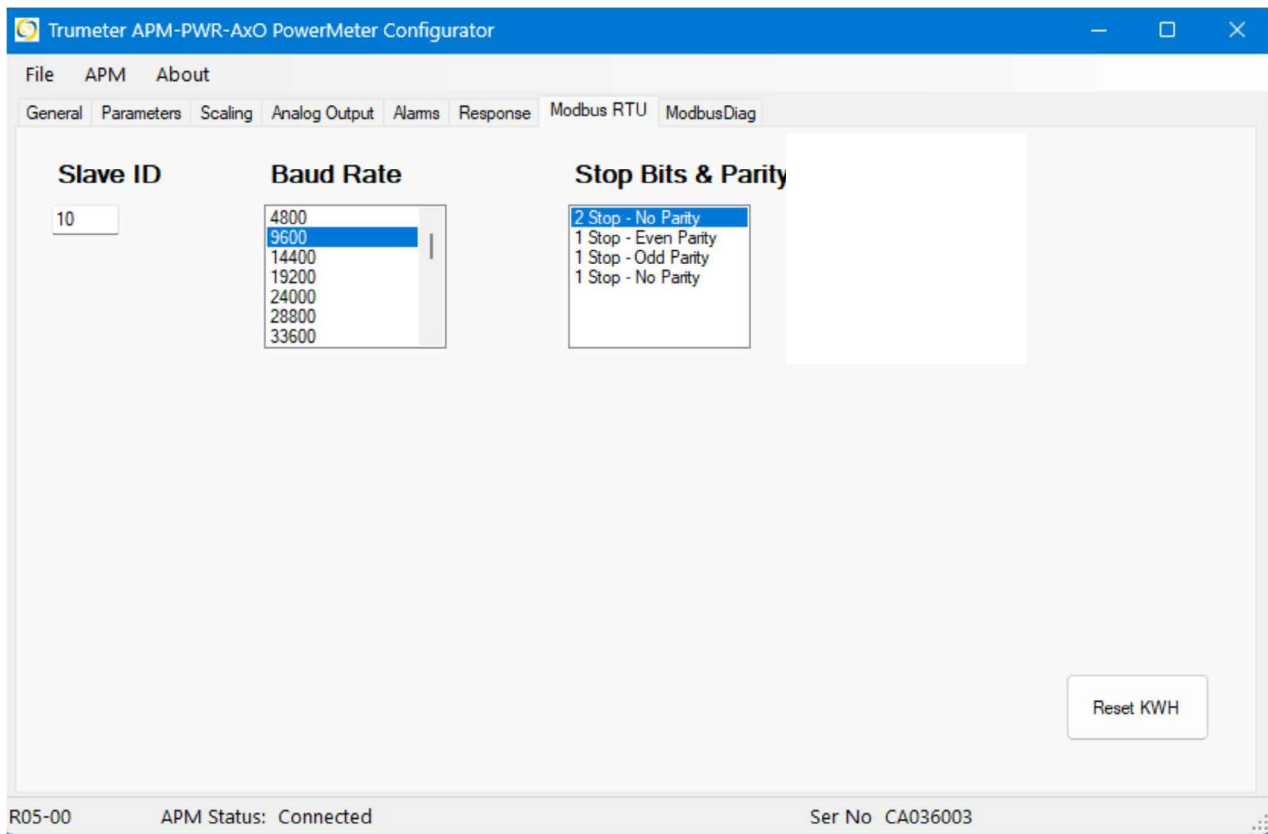 Trumeter APM-PWR-AxO PowerMeter Configurator
File APM About
General Parameters Scaling Analog Output Alarms Response Modbus RTU ModbusDiag
Slave ID
10
Baud Rate
4800
9600
14400
19200
24000
28800
33600
Stop Bits & Parity
2 Stop - No Parity
1 Stop - Even Parity
1 Stop - Odd Parity
1 Stop - No Parity
Reset KWH
R05-00 APM Status: Connected Ser No CA036003